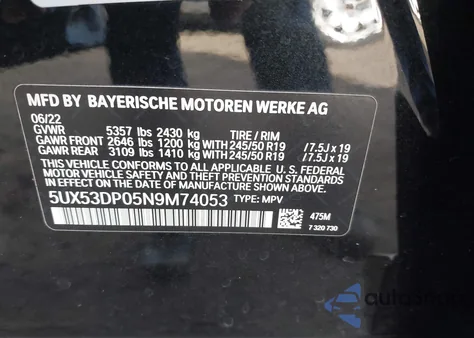 MFD BY BAYERISCHE MOTOREN WERKE AG
06/22
GVWR 5357 lbs 2430 kg TIRE / RIM
GAWR FRONT 2646 lbs 1200 kg WITH 245/50 R19 /7.5J x 19
GAWR REAR 3109 lbs 1410 kg WITH 245/50 R19 /7.5J x 19
THIS VEHICLE CONFORMS TO ALL APPLICABLE U.S. FEDERAL
MOTOR VEHICLE SAFETY, BUMPER, AND THEFT PREVENTION
STANDARDS IN EFFECT ON THE DATE OF MANUFACTURE
SHOWN ABOVE.
5UX53DP05N9M74053 TYPE: MPV
475M
7 320 730